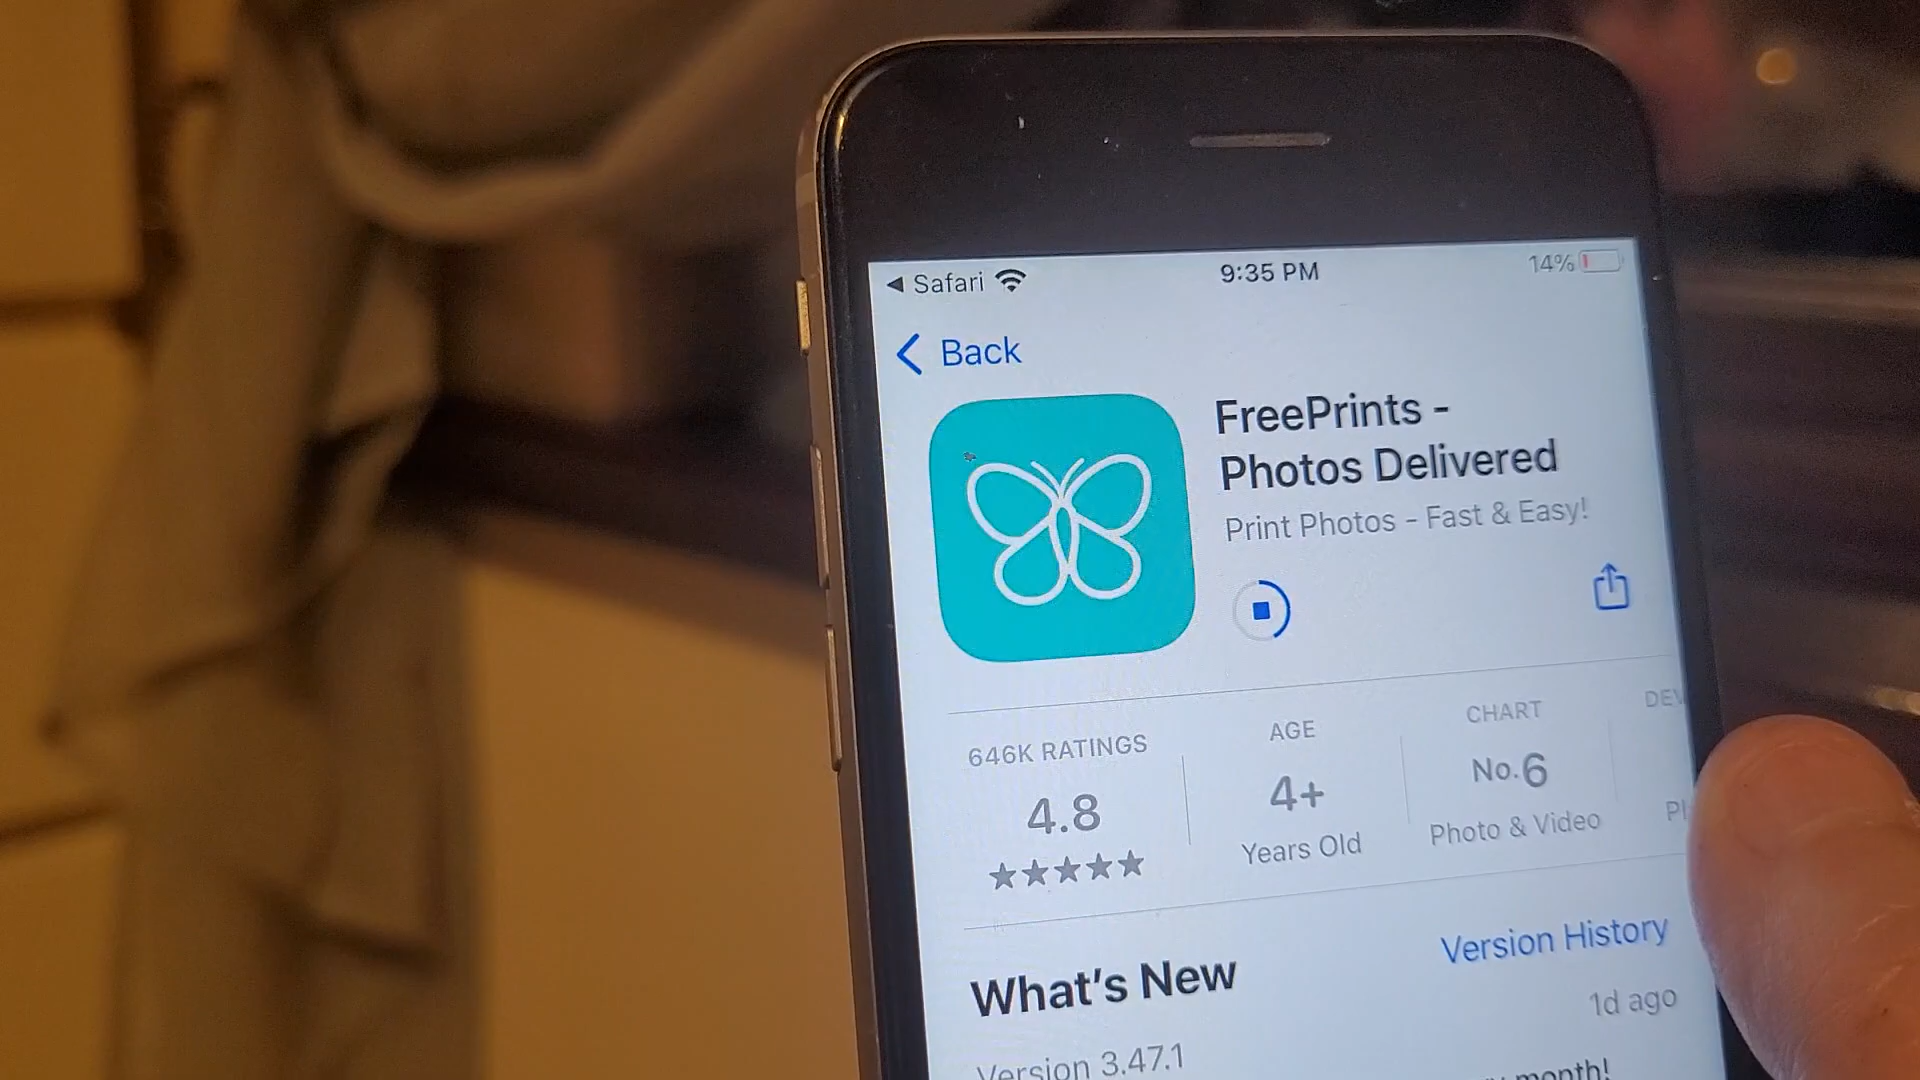 Safari 9:35 PM 14%
Back
FreePrints -
Photos Delivered
Print Photos - Fast & Easy!
646K RATINGS AGE CHART
4.8 4+ No.6
Years Old Photo & Video
What's New Version History
1d ago
Version 3.47.1
month!